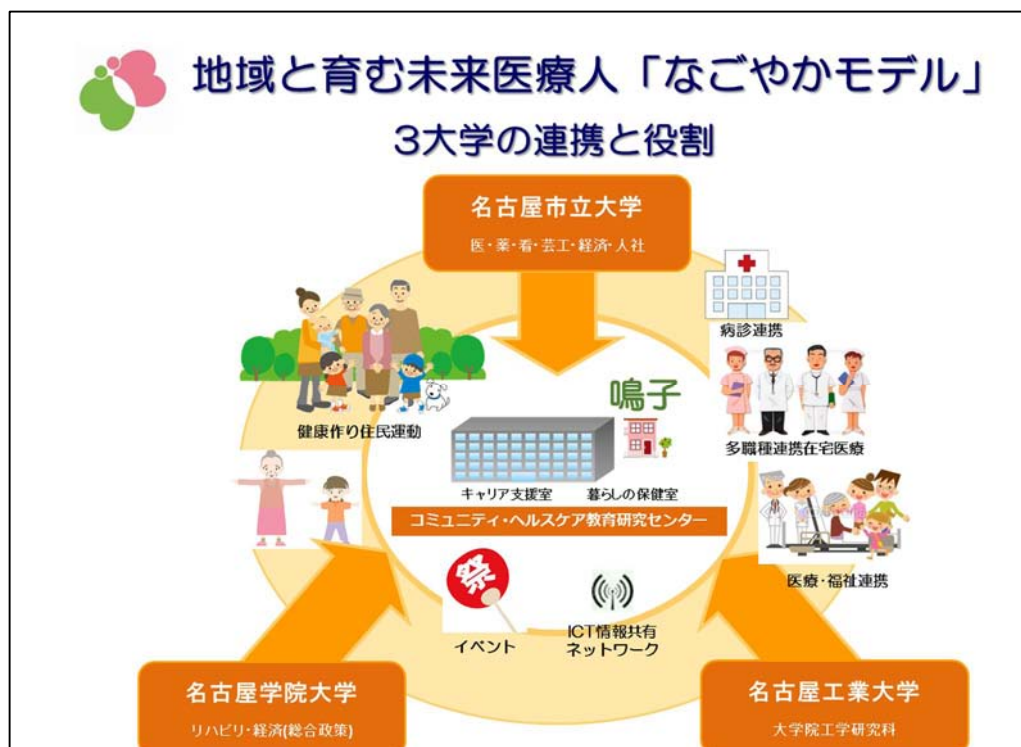 地域と育む未来医療人「なごやかモデル」
3大学の連携と役割
名古屋市立大学
医・薬・看・芸工・経済・人社
病診連携
健康作り住民運動
鳴子
多職種連携在宅医療
キャリア支援室
暮らしの保健室
コミュニティ・ヘルスケア教育研究センター
医療・福祉連携
祭
イベント
ICT情報共有
ネットワーク
名古屋学院大学
リハビリ・経済(総合政策)
名古屋工業大学
大学院工学研究科